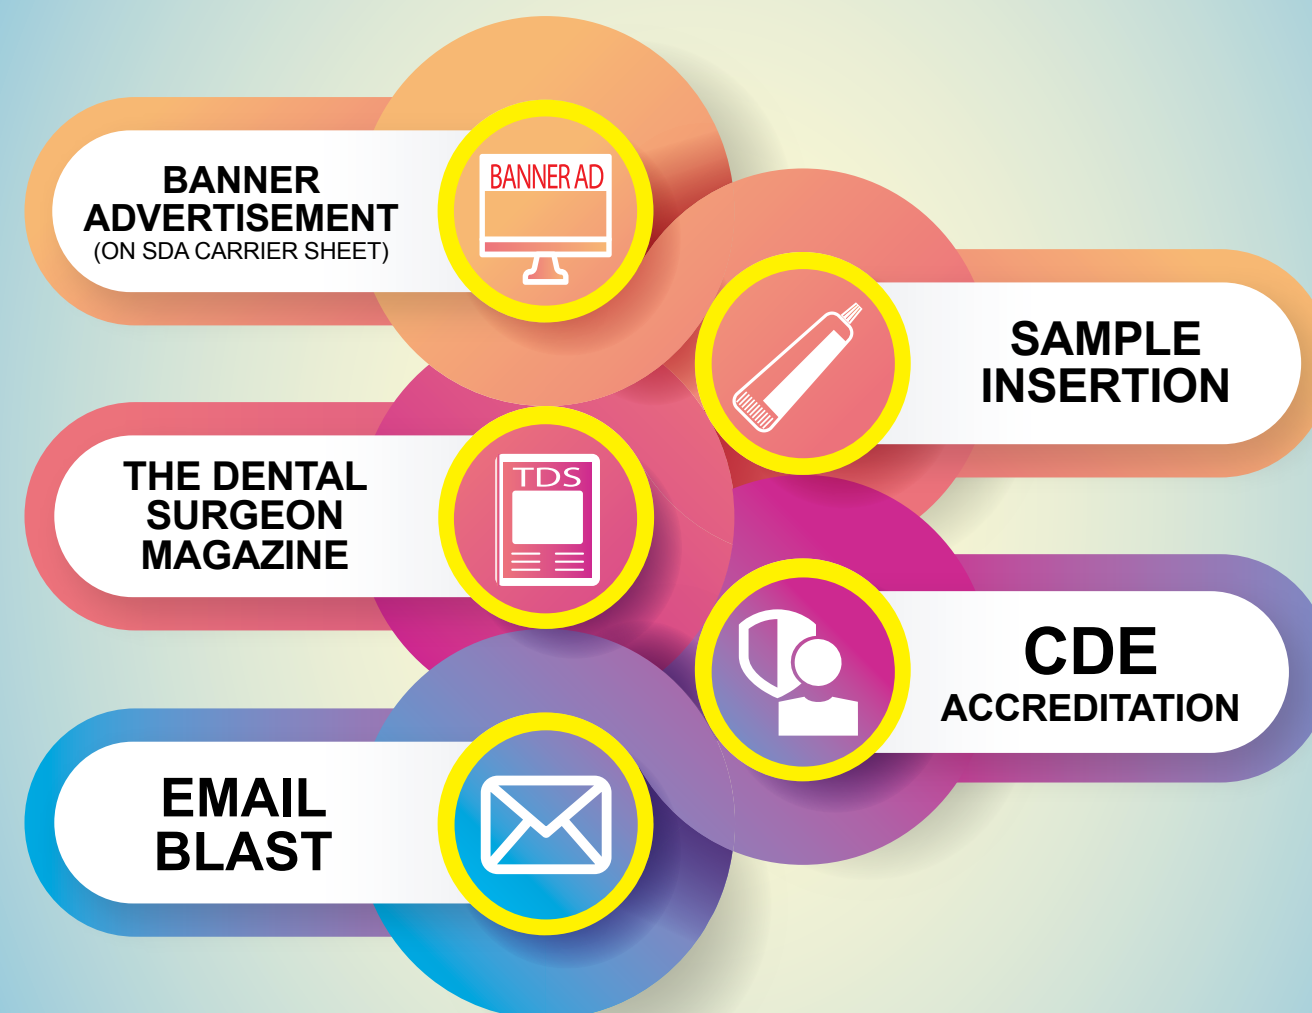 BANNER
ADVERTISEMENT
(ON SDA CARRIER SHEET)
BANNER AD
SAMPLE
INSERTION
THE DENTAL
SURGEON
MAGAZINE
TDS
CDE
ACCREDITATION
EMAIL
BLAST